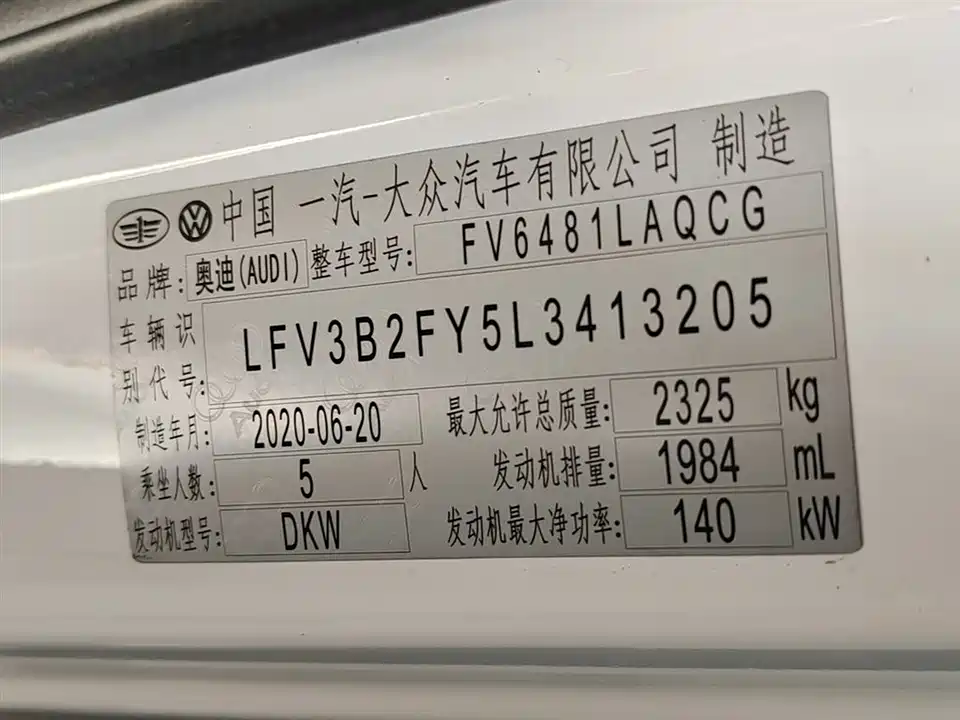 中国 一汽-大众汽车有限公司 制造
品牌: 奥迪(AUDI) 整车型号: FV6481LAQCG
车辆识别代号: LFV3B2FY5L3413205
制造年月: 2020-06-20 最大允许总质量: 2325 kg
乘坐人数: 5 人 发动机排量: 1984 mL
发动机型号: DKW 发动机最大净功率: 140 kW